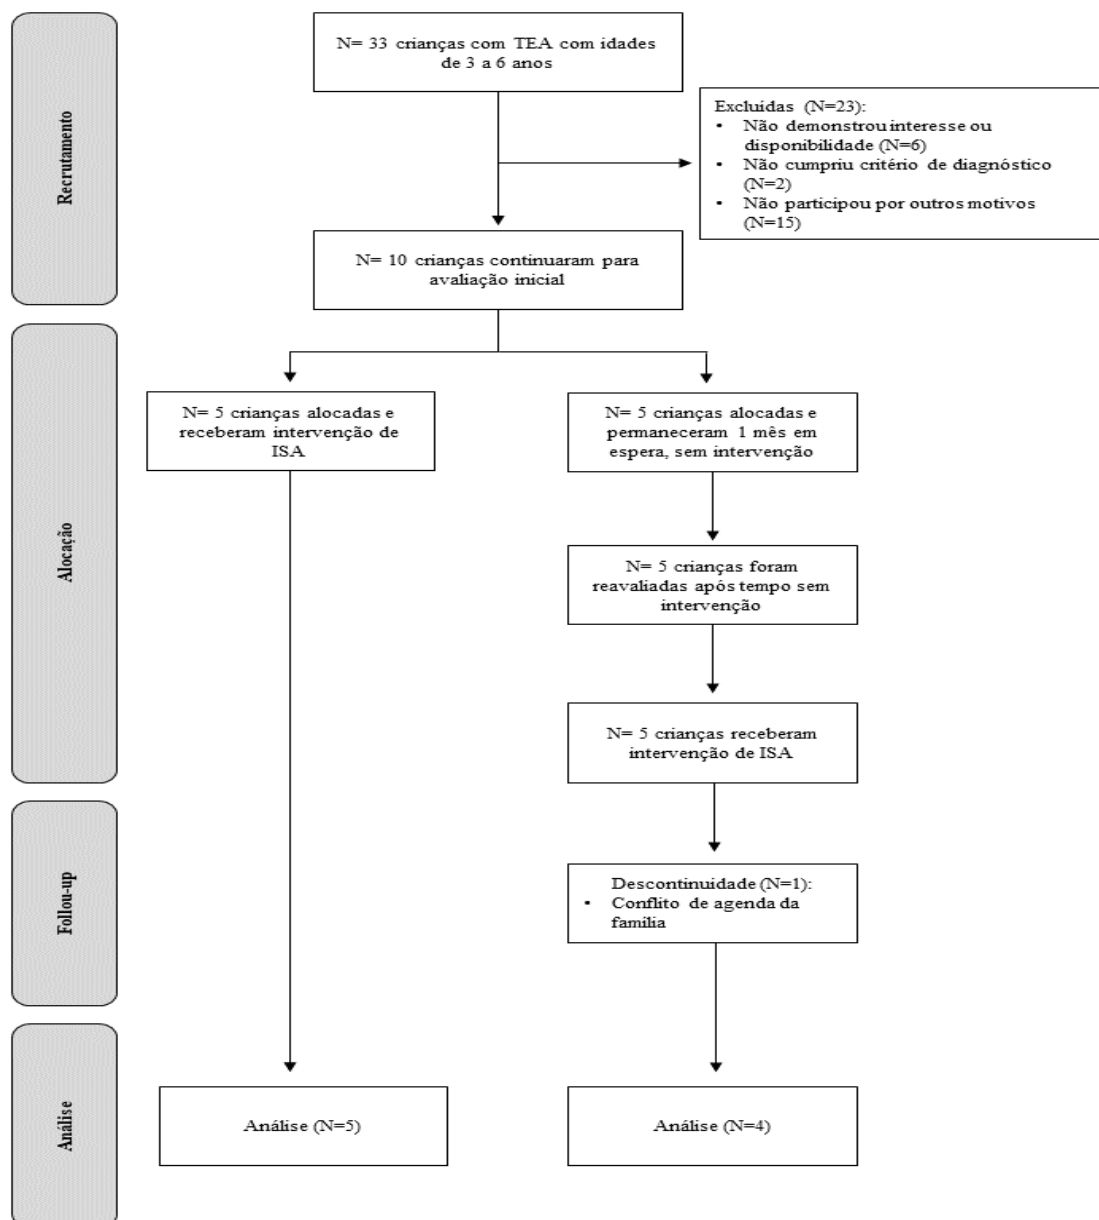 Recrutamento
N= 33 crianças com TEA com idades
de 3 a 6 anos
Excluídas (N=23):
• Não demonstrou interesse ou
disponibilidade (N=6)
• Não cumpriu critério de diagnóstico
(N=2)
• Não participou por outros motivos
(N=15)
N= 10 crianças continuaram para
avaliação inicial
Alocação
N= 5 crianças alocadas e
receberam intervenção de
ISA
N= 5 crianças alocadas e
permaneceram 1 mês em
espera, sem intervenção
N= 5 crianças foram
reavaliadas após tempo sem
intervenção
N= 5 crianças receberam
intervenção de ISA
Follou-up
Descontinuidade (N=1):
• Conflito de agenda da
família
Análise
Análise (N=5)
Análise (N=4)